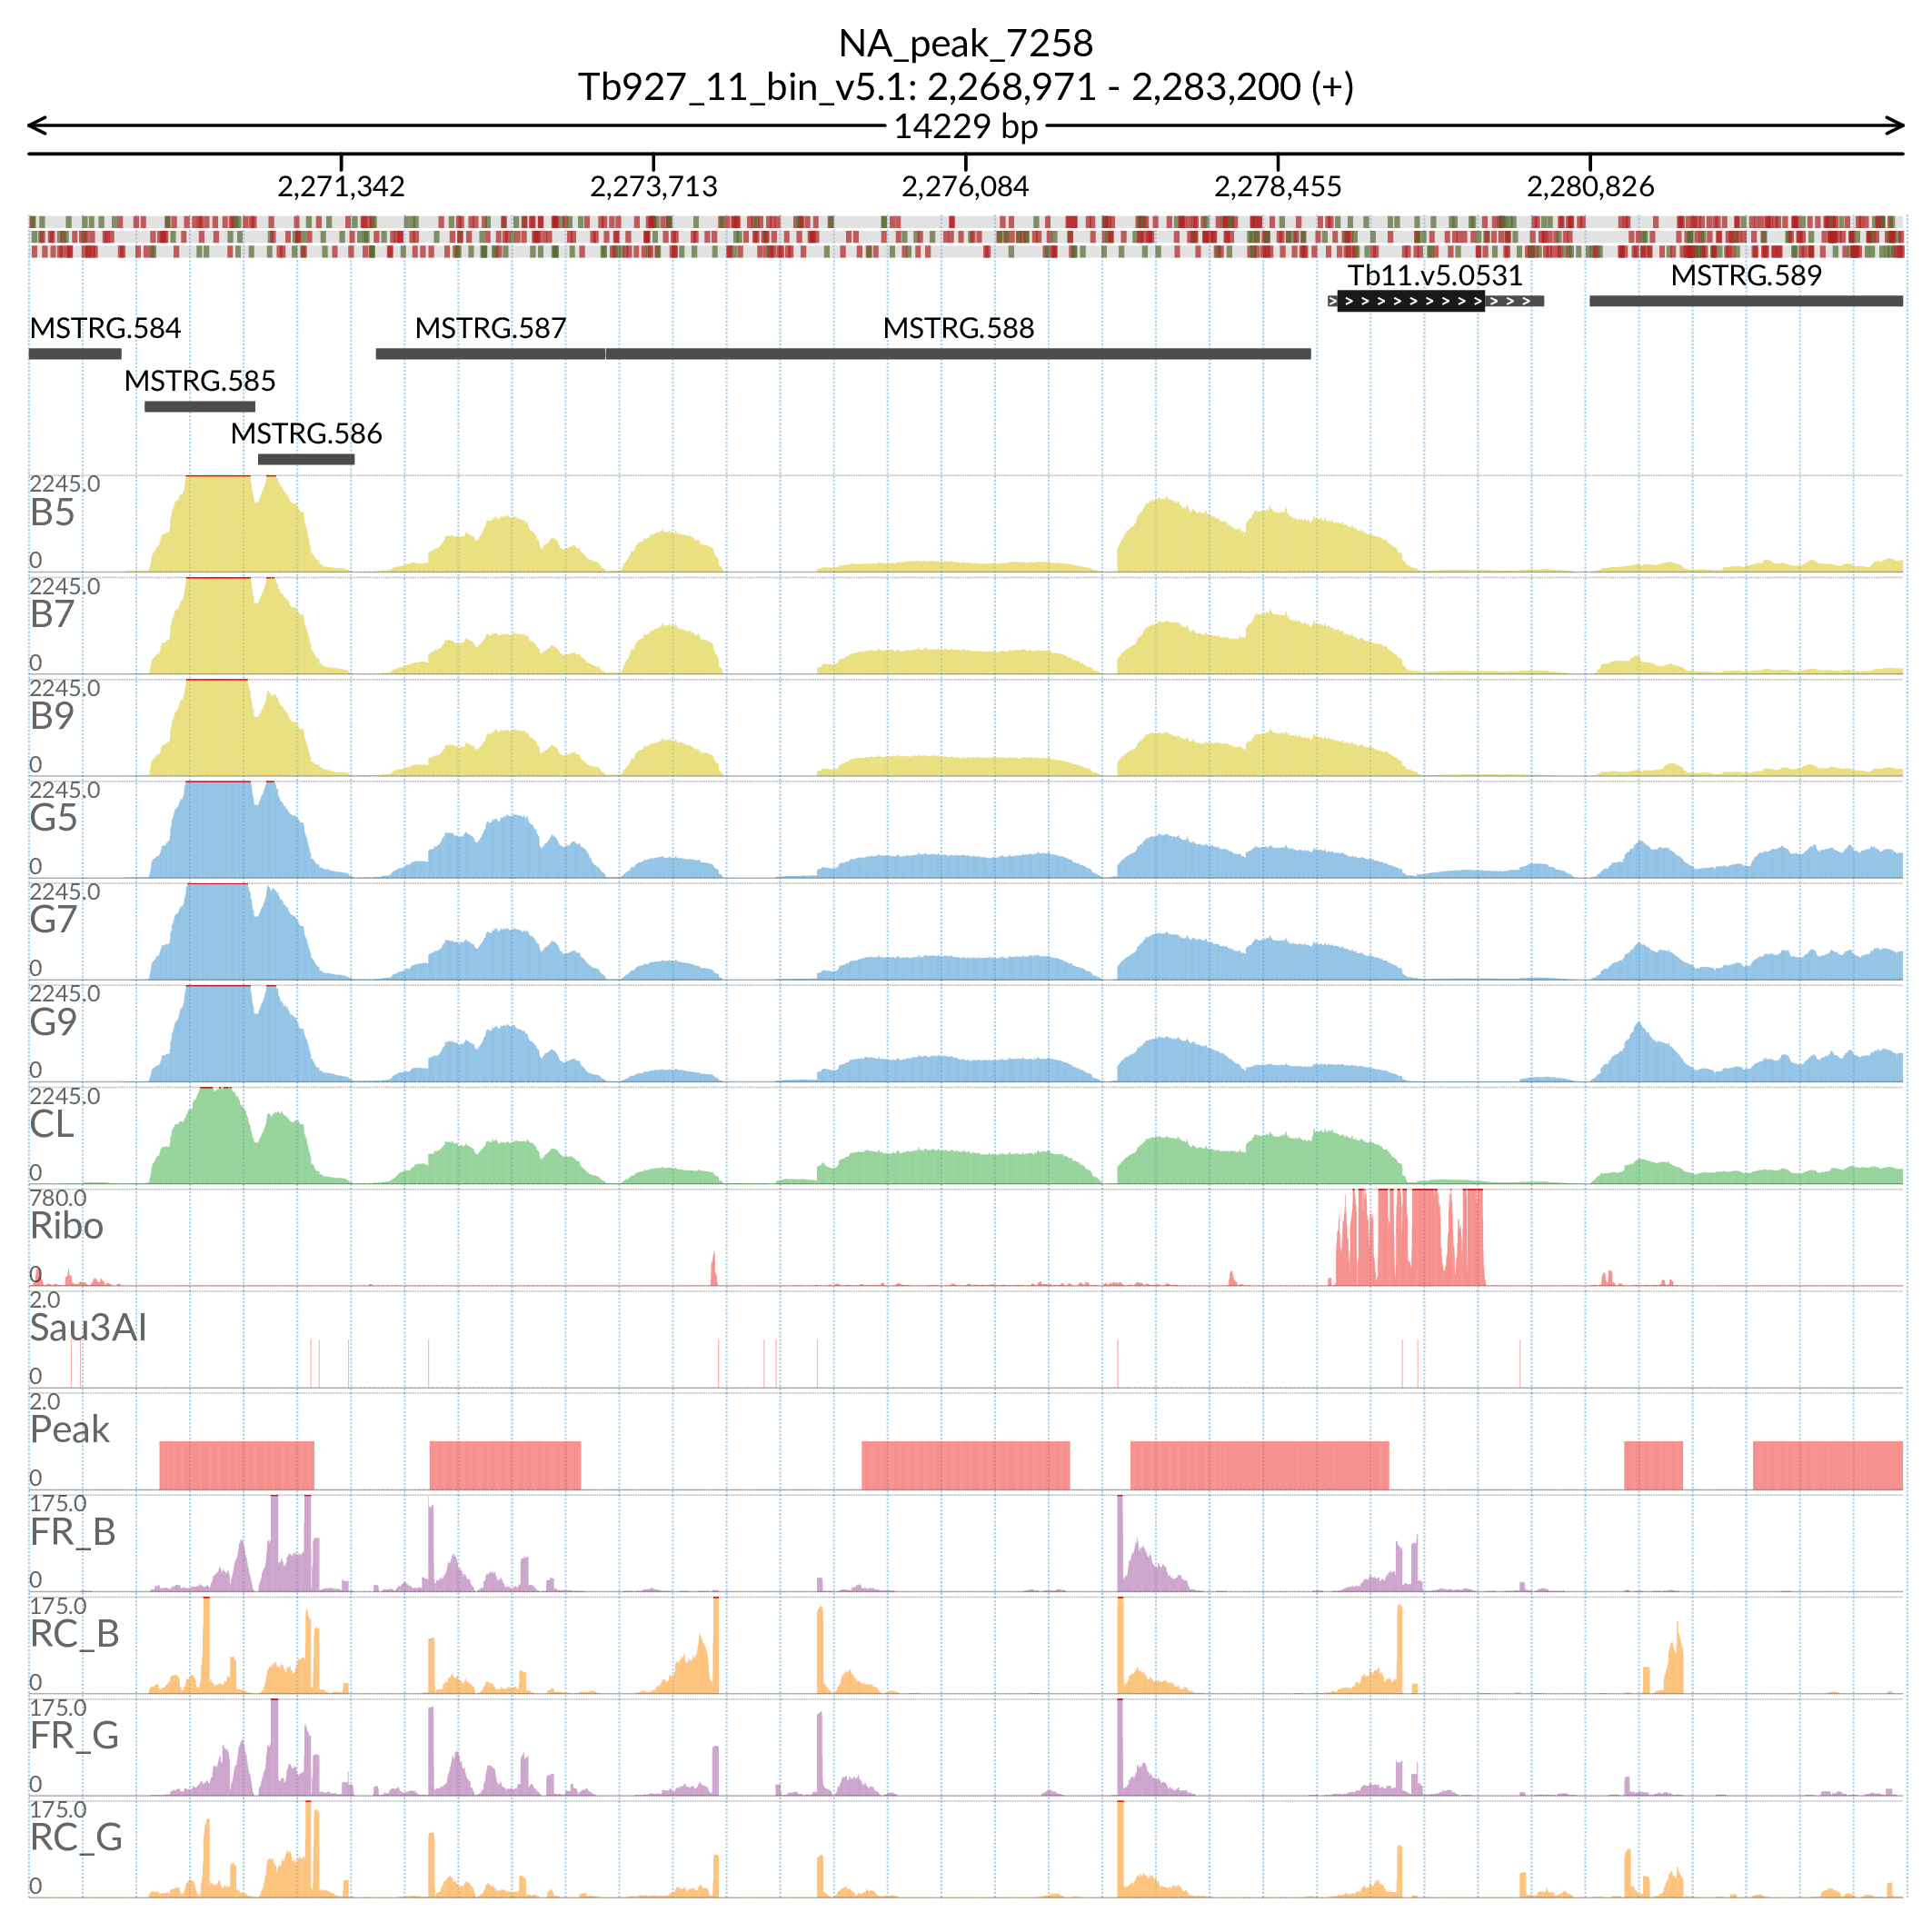 NA_peak_7258
Tb927_11_bin_v5.1: 2,268,971 - 2,283,200 (+)
14229 bp
2,271,342 2,273,713 2,276,084 2,278,455 2,280,826
Tb11.v5.0531 MSTRG.589
MSTRG.584 MSTRG.587 MSTRG.588
MSTRG.585
MSTRG.586
2245.0
B5
0
2245.0
B7
0
2245.0
B9
0
2245.0
G5
0
2245.0
G7
0
2245.0
G9
0
2245.0
CL
0
780.0
Ribo
0
2.0
Sau3AI
0
2.0
Peak
0
175.0
FR_B
0
175.0
RC_B
0
175.0
FR_G
0
175.0
RC_G
0